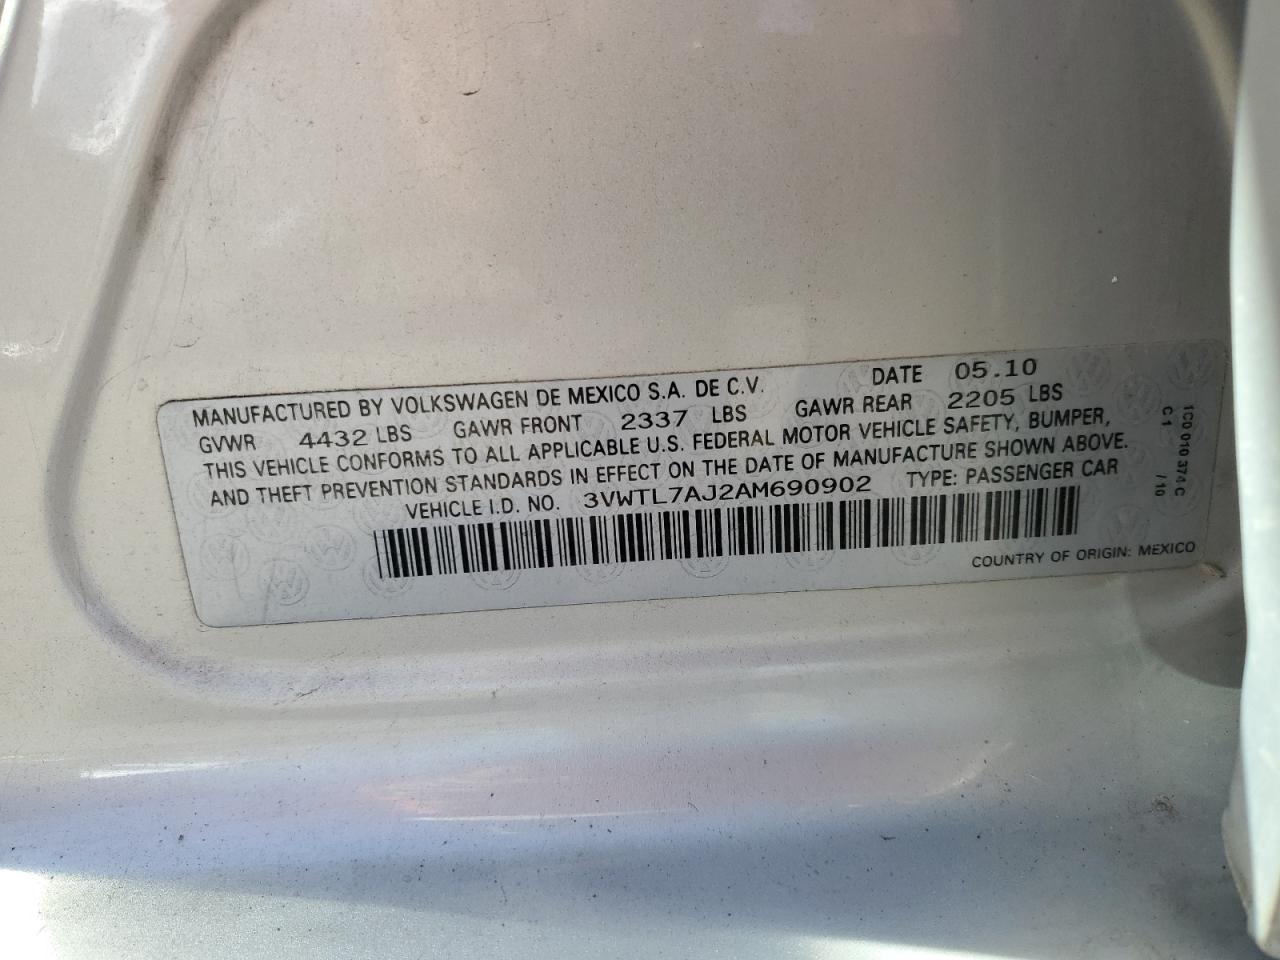 MANUFACTURED BY VOLKSWAGEN DE MEXICO S.A. DE C.V. DATE 05.10
GVWR 4432 LBS GAWR FRONT 2337 LBS GAWR REAR 2205 LBS
THIS VEHICLE CONFORMS TO ALL APPLICABLE U.S. FEDERAL MOTOR VEHICLE SAFETY, BUMPER,
AND THEFT PREVENTION STANDARDS IN EFFECT ON THE DATE OF MANUFACTURE SHOWN ABOVE.
VEHICLE I.D. NO. 3VWTL7AJ2AM690902 TYPE: PASSENGER CAR
COUNTRY OF ORIGIN: MEXICO
1C0 010 374 C
C1 /10